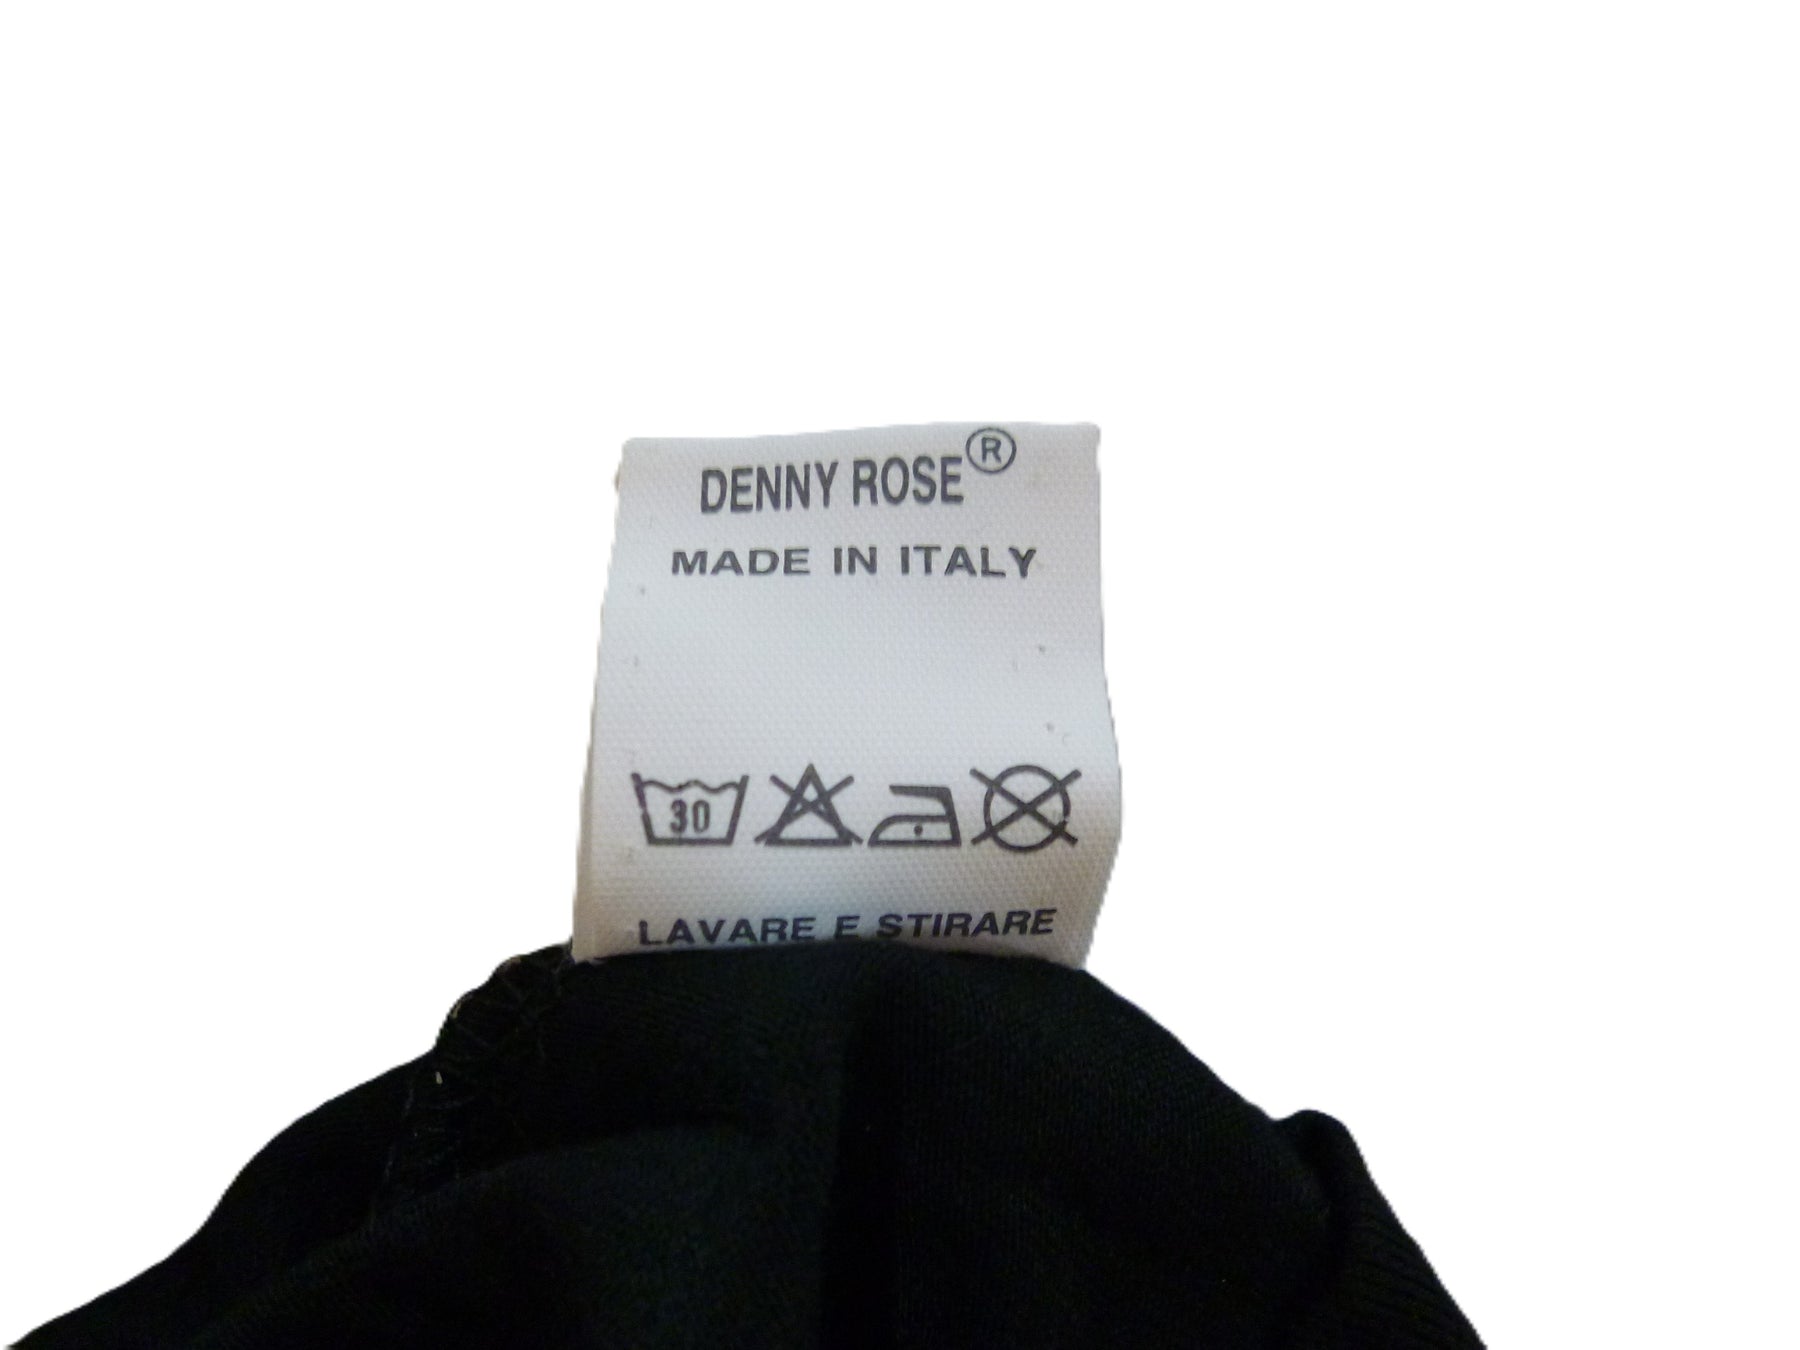 DENNY ROSE®
MADE IN ITALY
30
LAVARE E STIRARE